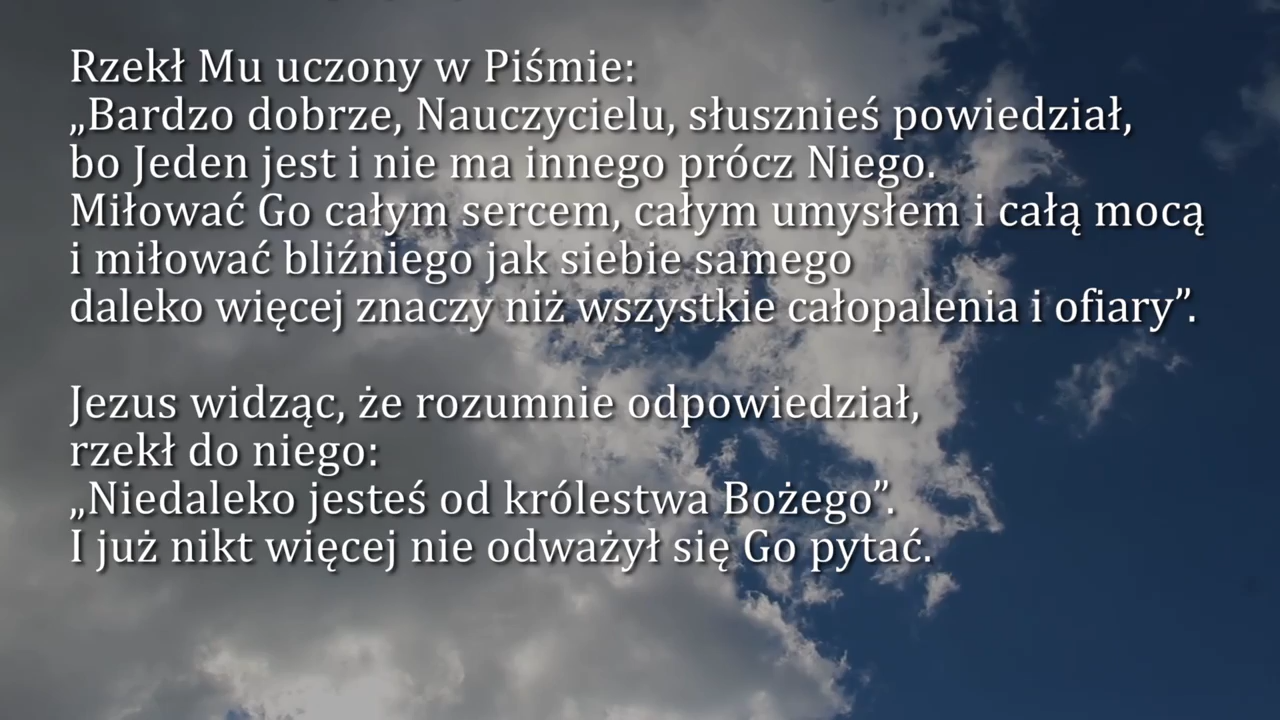 Rzekł Mu uczony w Piśmie:
„Bardzo dobrze, Nauczycielu, słusznieś powiedział,
bo Jeden jest i nie ma innego prócz Niego.
Miłować Go całym sercem, całym umysłem i całą mocą
i miłować bliźniego jak siebie samego
daleko więcej znaczy niż wszystkie całopalenia i ofiary”.
Jezus widząc, że rozumnie odpowiedział,
rzekł do niego:
„Niedaleko jesteś od królestwa Bożego”.
I już nikt więcej nie odważył się Go pytać.